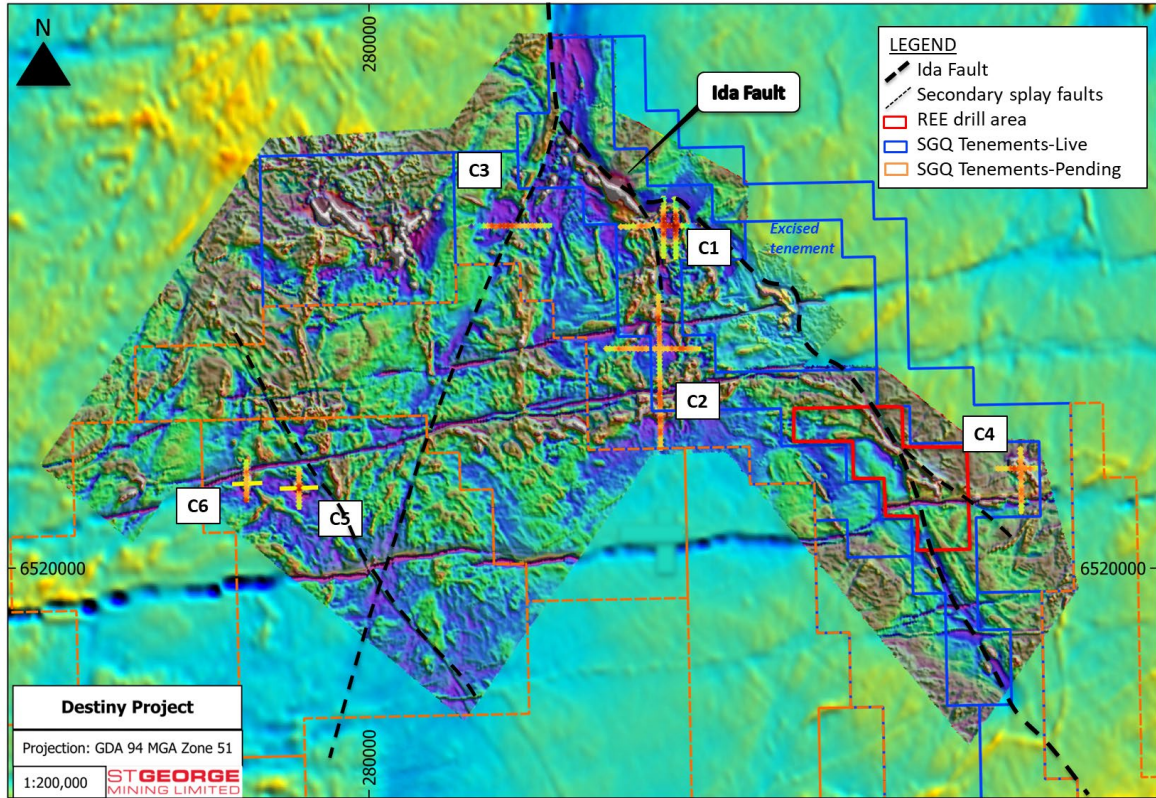 N
280000
LEGEND
Ida Fault
Secondary splay faults
REE drill area
SGQ Tenements-Live
SGQ Tenements-Pending
Ida Fault
C3
C1
Excised
tenement
C2
C4
C6
C5
6520000
6520000
Destiny Project
Projection: GDA 94 MGA Zone 51
1:200,000
ST GEORGE
MINING LIMITED
280000